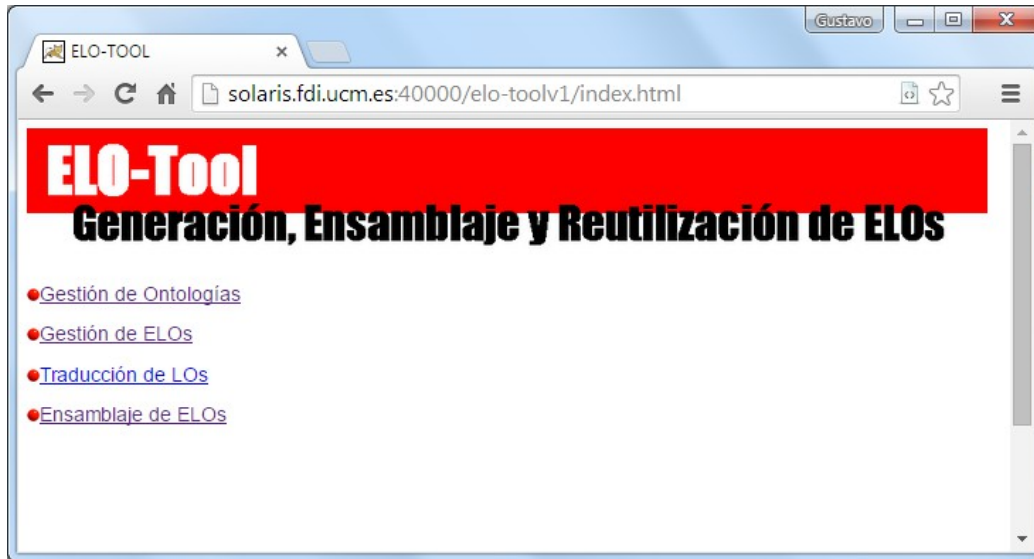 Gustavo
ELO-TOOL
solaris.fdi.ucm.es:40000/elo-toolv1/index.html
ELO-Tool
Generación, Ensamblaje y Reutilización de ELOs
Gestión de Ontologías
Gestión de ELOs
Traducción de LOs
Ensamblaje de ELOs